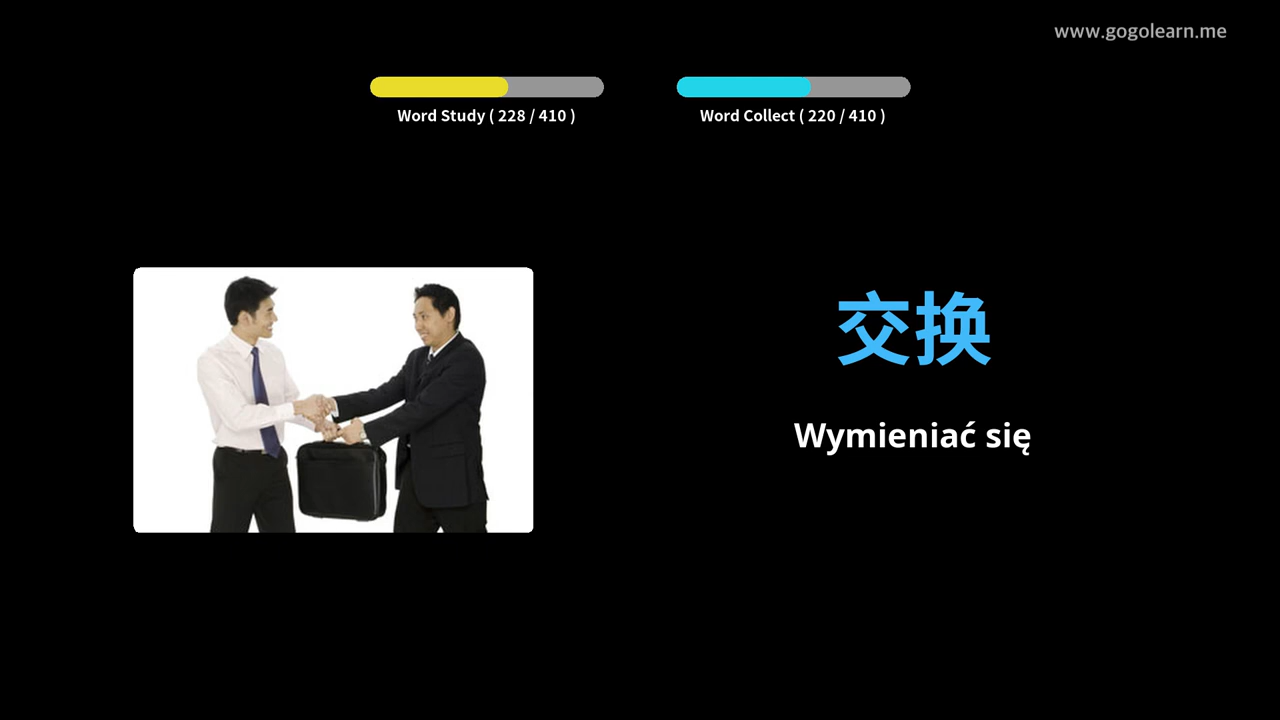 www.gogolearn.me
Word Study ( 228 / 410 )
Word Collect ( 220 / 410 )
交换
Wymieniać się